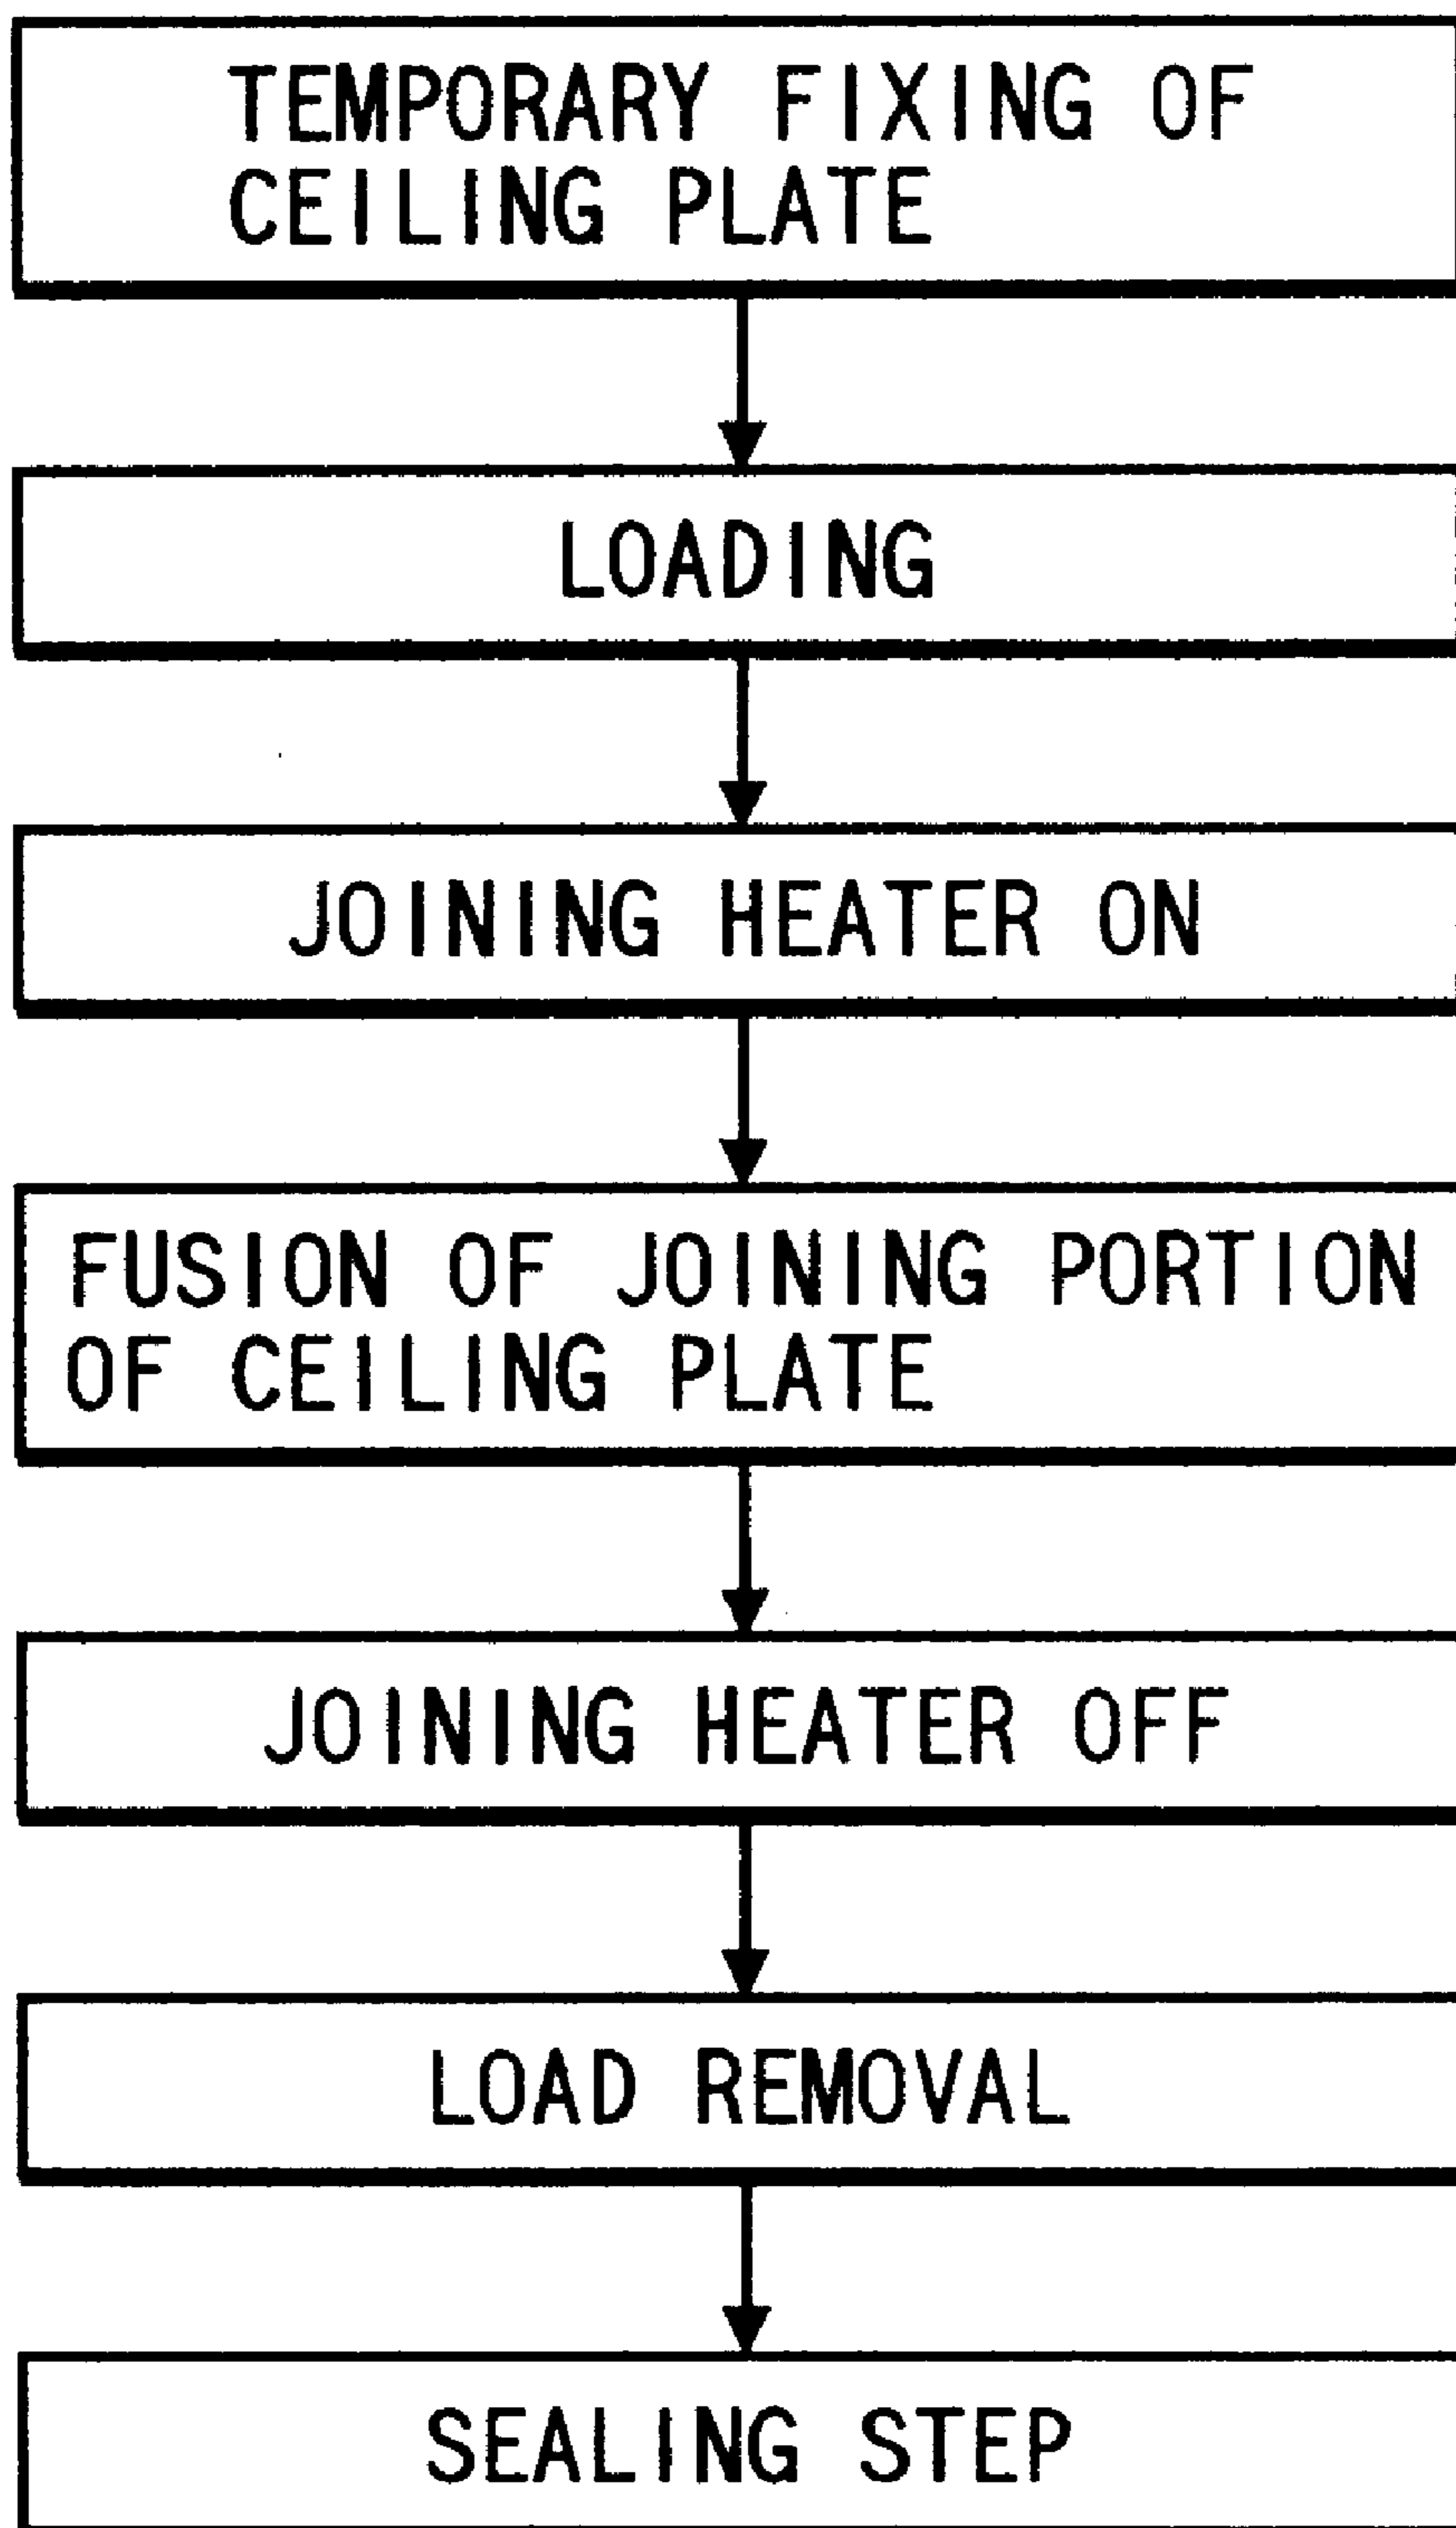 TEMPORARY FIXING OF
CEILING PLATE
LOADING
JOINING HEATER ON
FUSION OF JOINING PORTION
OF CEILING PLATE
JOINING HEATER OFF
LOAD REMOVAL
SEALING STEP